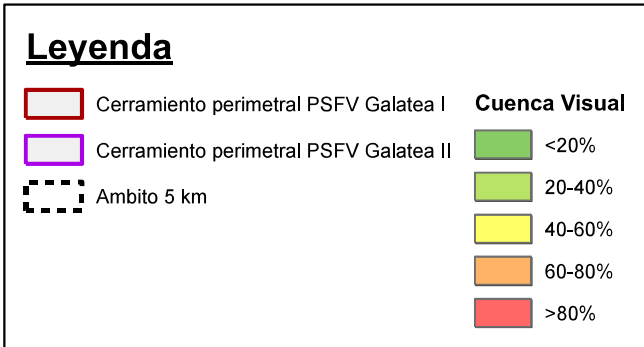 Leyenda
Cerramiento perimetral PSFV Galatea I
Cerramiento perimetral PSFV Galatea II
Ambito 5 km
Cuenca Visual
<20%
20-40%
40-60%
60-80%
>80%